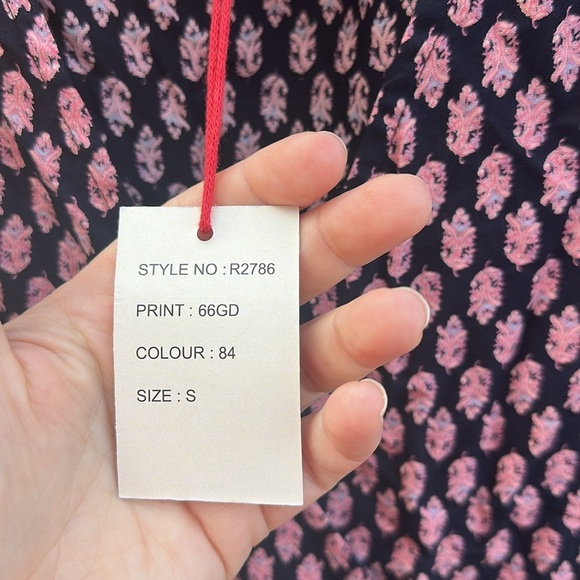 STYLE NO : R2786
PRINT : 66GD
COLOUR : 84
SIZE : S